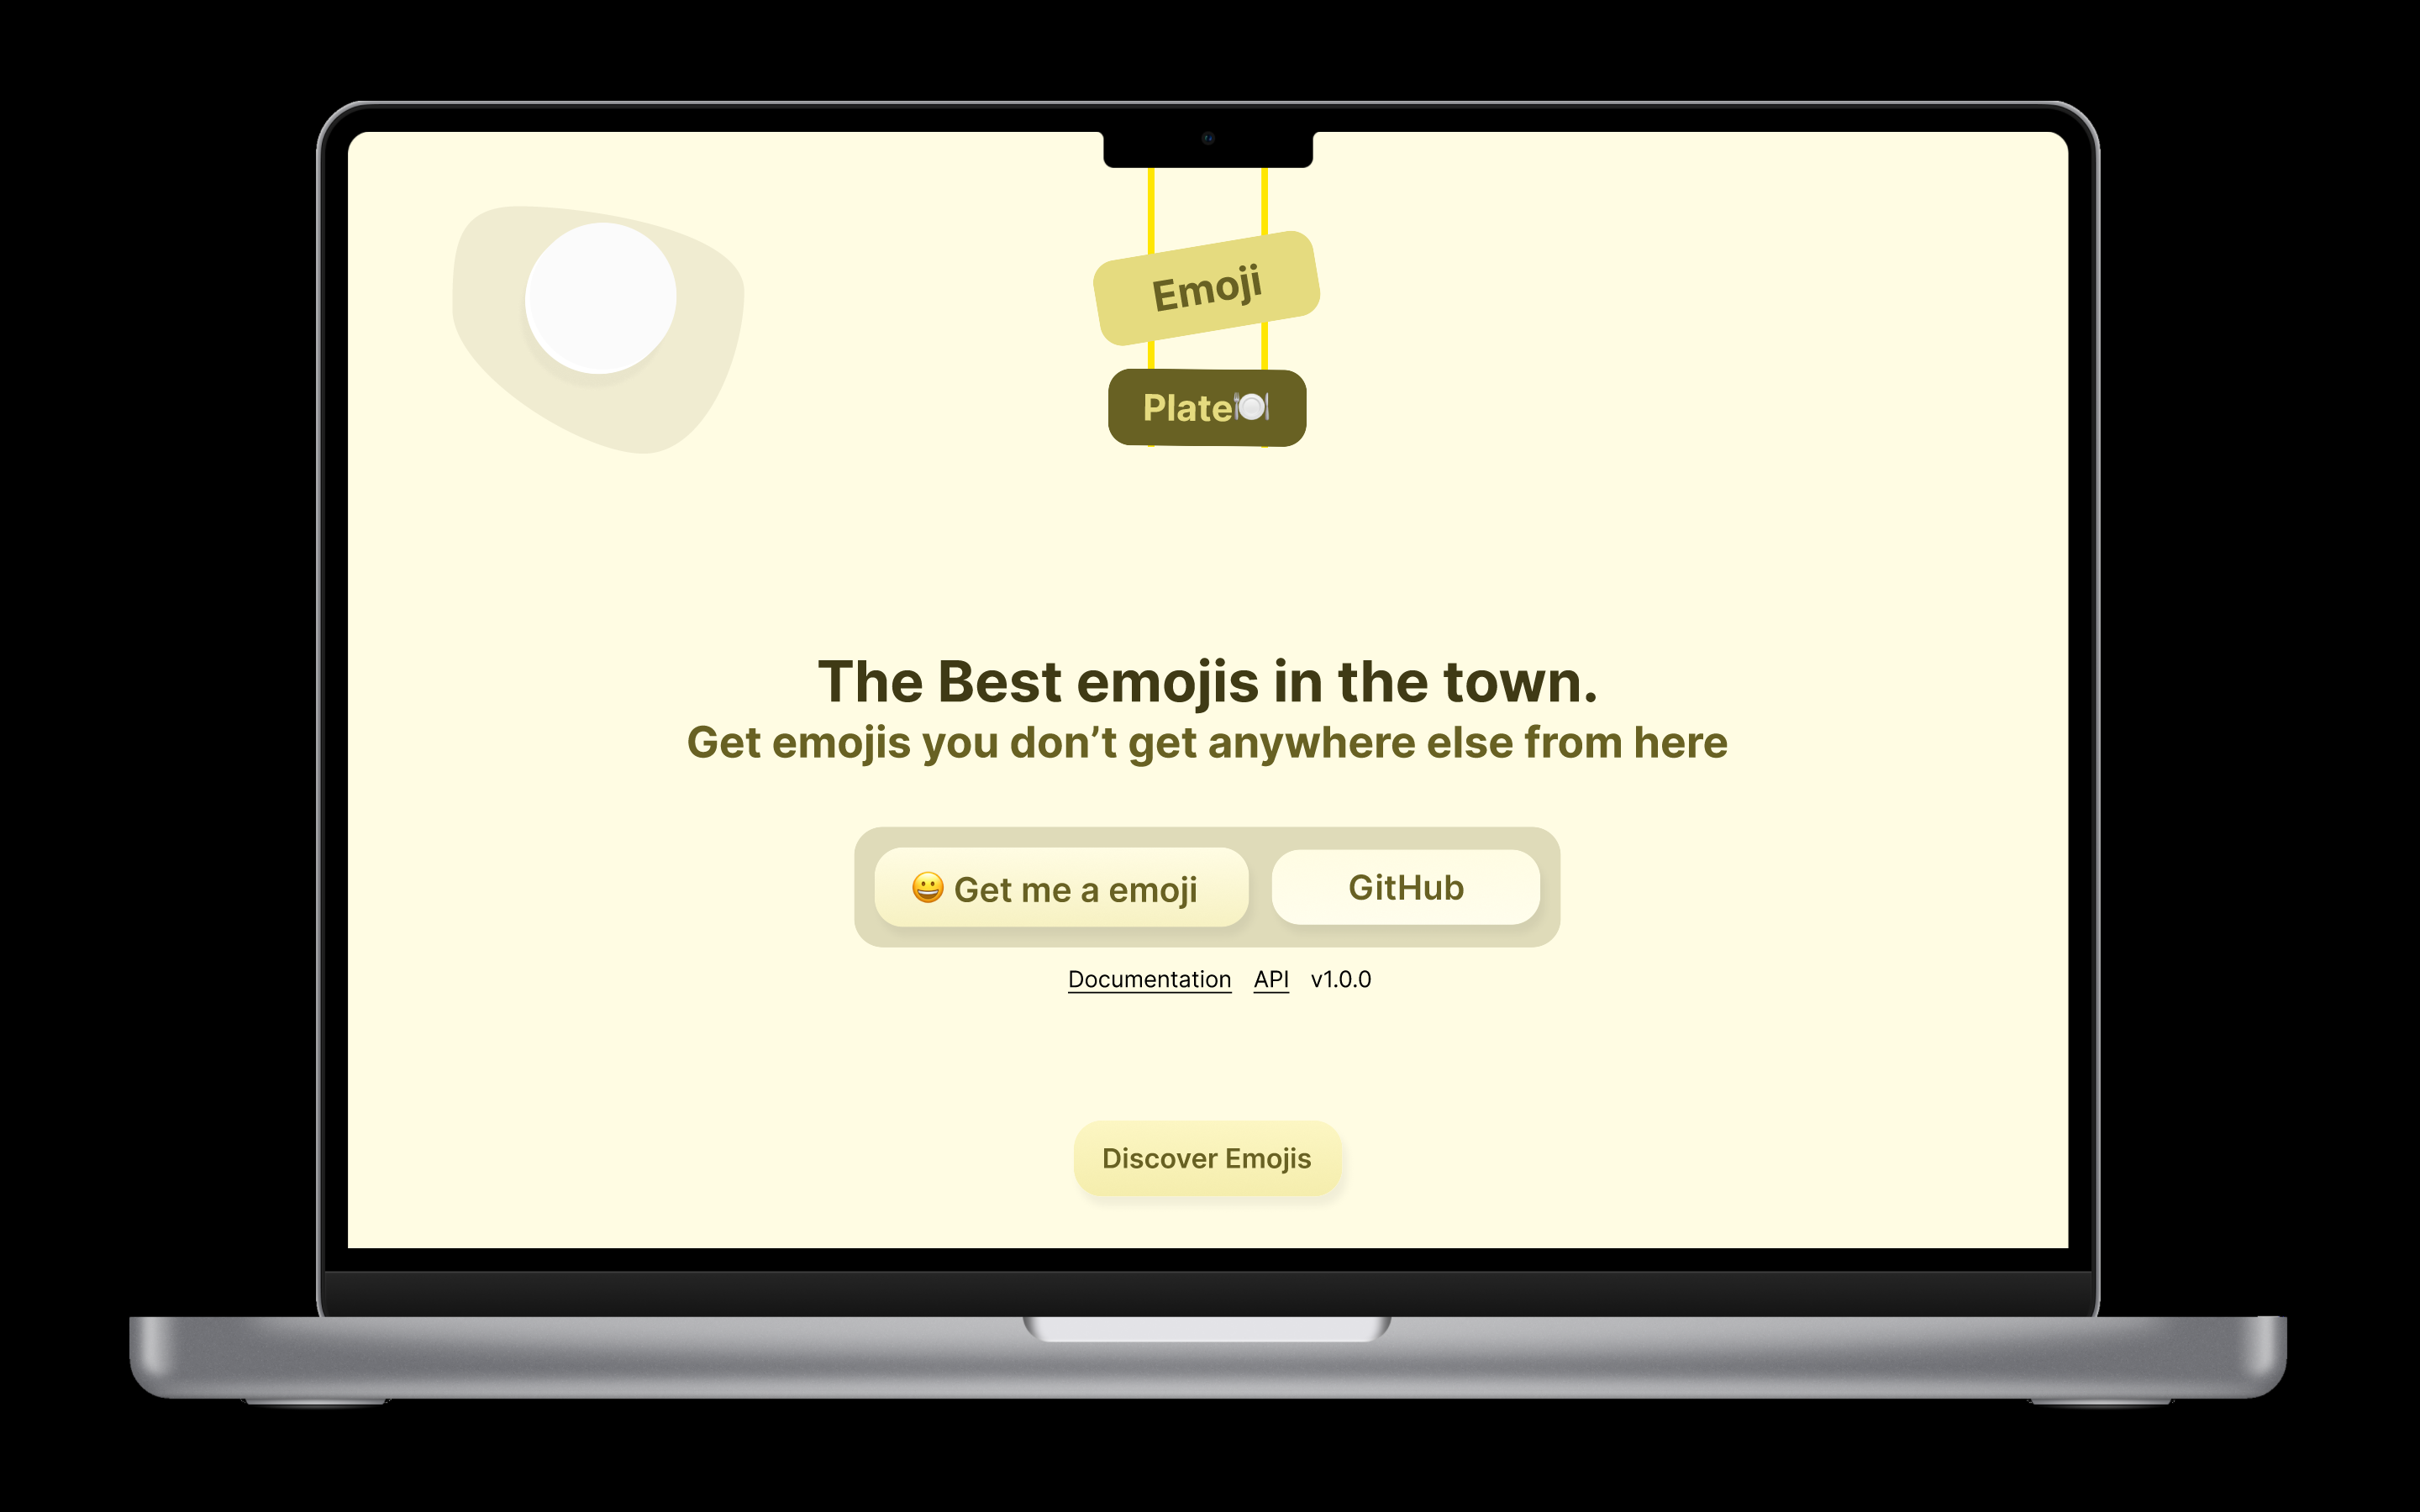 Emoji
Plate🍽️
The Best emojis in the town.
Get emojis you don’t get anywhere else from here
😀 Get me a emoji
GitHub
Documentation API v1.0.0
Discover Emojis